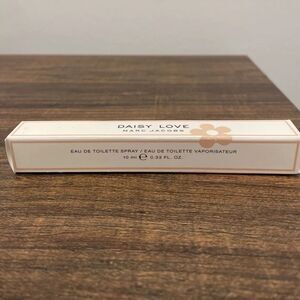 DAISY LOVE
MARC JACOBS
EAU DE TOILETTE SPRAY / EAU DE TOILETTE VAPORISATEUR
10 ml ℮ 0.33 FL. OZ